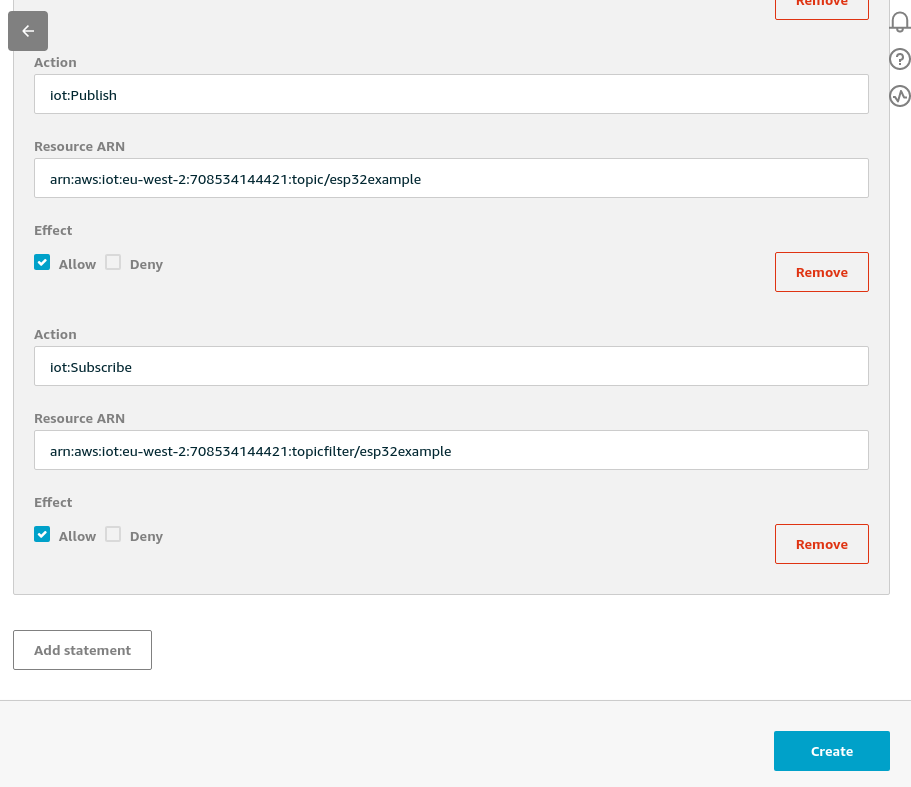 Remove
Action
iot:Publish
Resource ARN
arn:aws:iot:eu-west-2:708534144421:topic/esp32example
Effect
Allow Deny
Remove
Action
iot:Subscribe
Resource ARN
arn:aws:iot:eu-west-2:708534144421:topicfilter/esp32example
Effect
Allow Deny
Remove
Add statement
Create